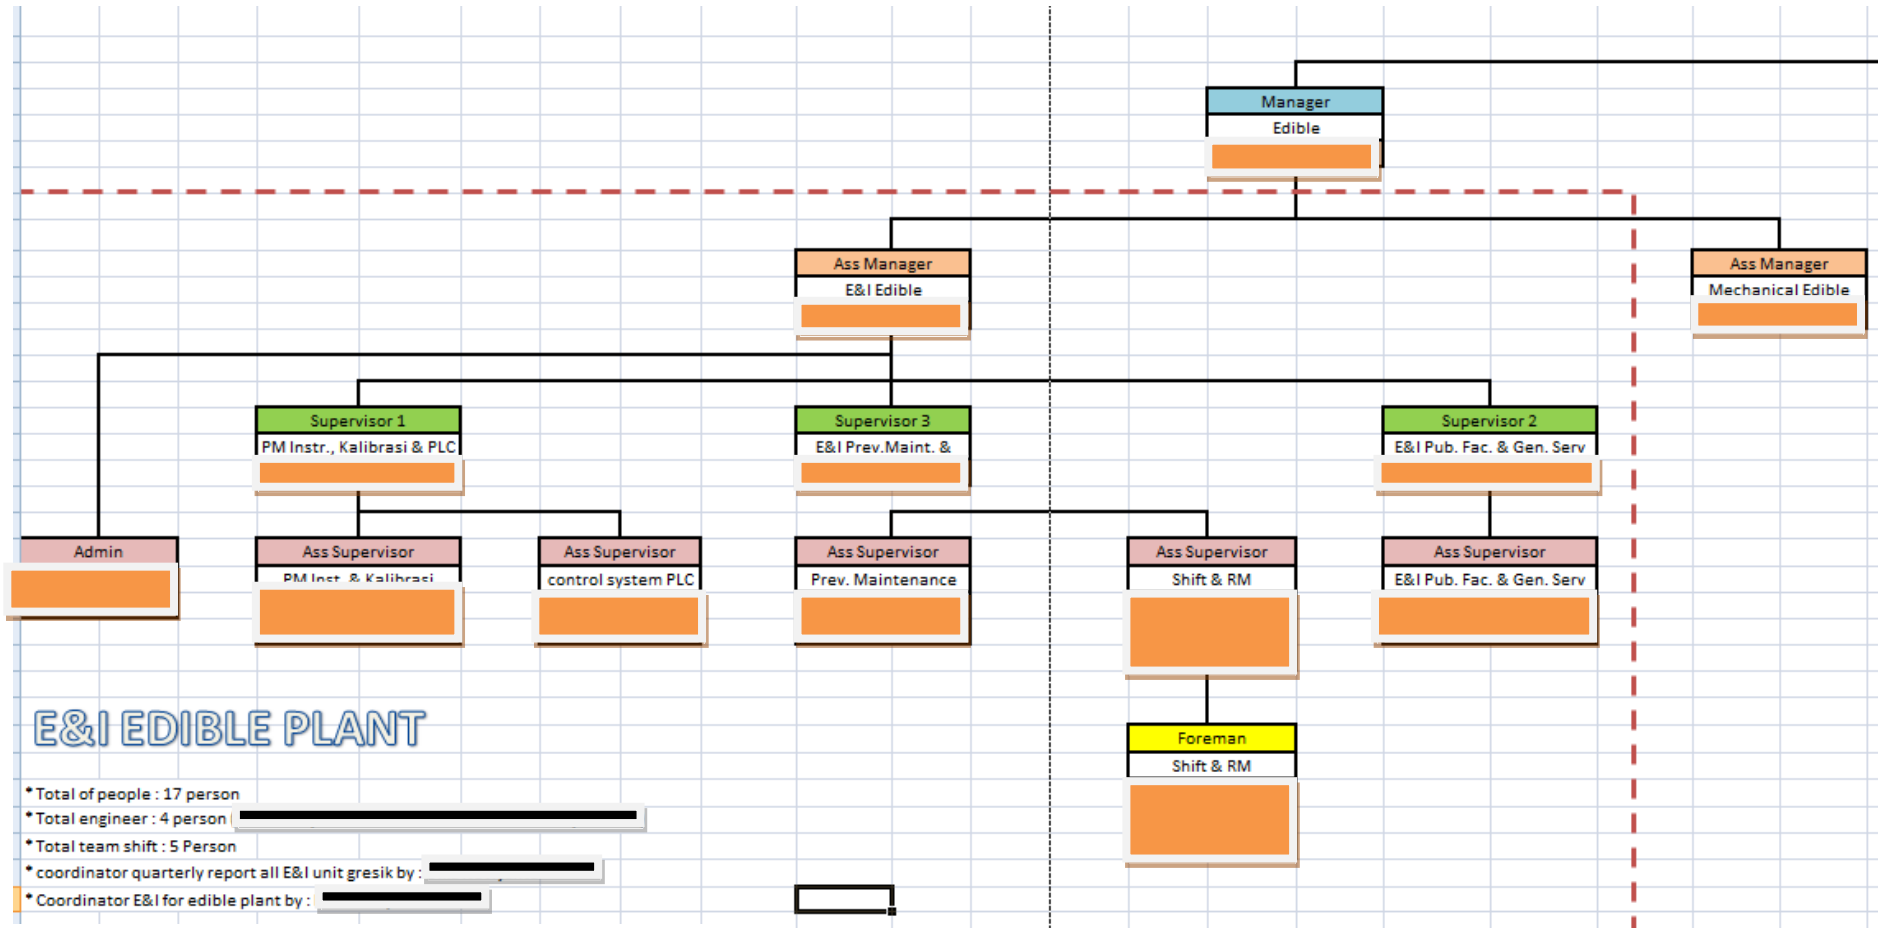 Manager
Edible
Ass Manager
E&I Edible
Ass Manager
Mechanical Edible
Supervisor 1
PM Instr., Kalibrasi & PLC
Supervisor 3
E&I Prev.Maint. &
Supervisor 2
E&I Pub. Fac. & Gen. Serv
Admin
Ass Supervisor
PM Inst. & Kalibrasi
Ass Supervisor
control system PLC
Ass Supervisor
Prev. Maintenance
Ass Supervisor
Shift & RM
Ass Supervisor
E&I Pub. Fac. & Gen. Serv
Foreman
Shift & RM
E&I EDIBLE PLANT
* Total of people : 17 person
* Total engineer : 4 person
* Total team shift : 5 Person
* coordinator quarterly report all E&I unit gresik by :
* Coordinator E&I for edible plant by :